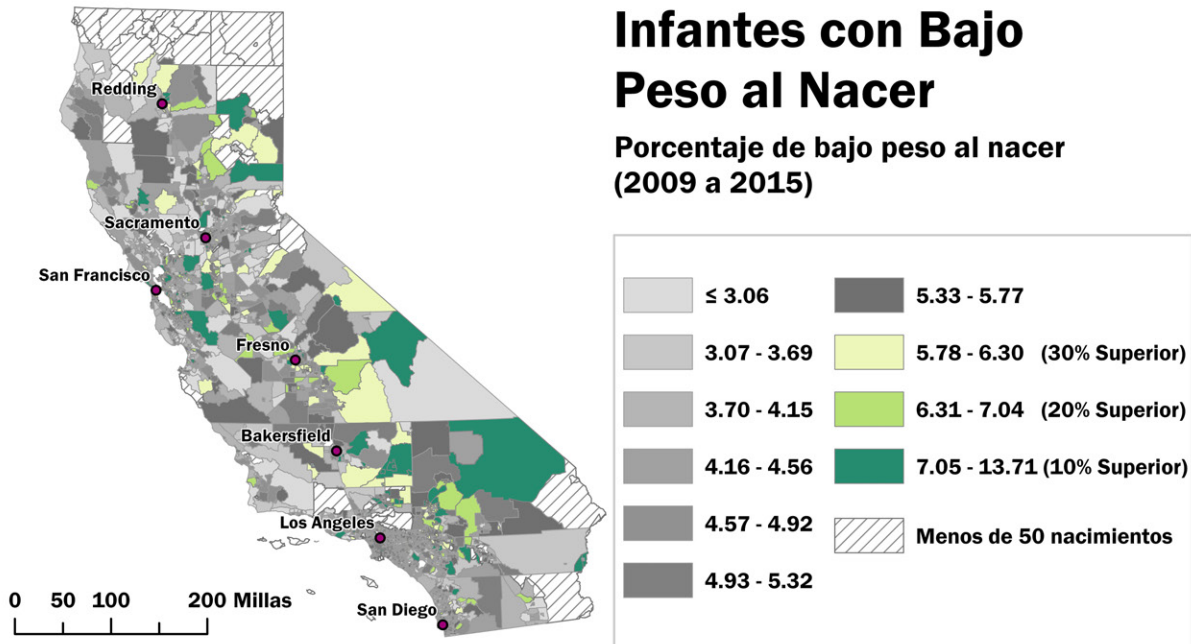 Infantes con Bajo
Peso al Nacer
Porcentaje de bajo peso al nacer
(2009 a 2015)
Redding
Sacramento
San Francisco
Fresno
Bakersfield
Los Angeles
San Diego
0 50 100 200 Millas
≤ 3.06
3.07 - 3.69
3.70 - 4.15
4.16 - 4.56
4.57 - 4.92
4.93 - 5.32
5.33 - 5.77
5.78 - 6.30 (30% Superior)
6.31 - 7.04 (20% Superior)
7.05 - 13.71 (10% Superior)
Menos de 50 nacimientos